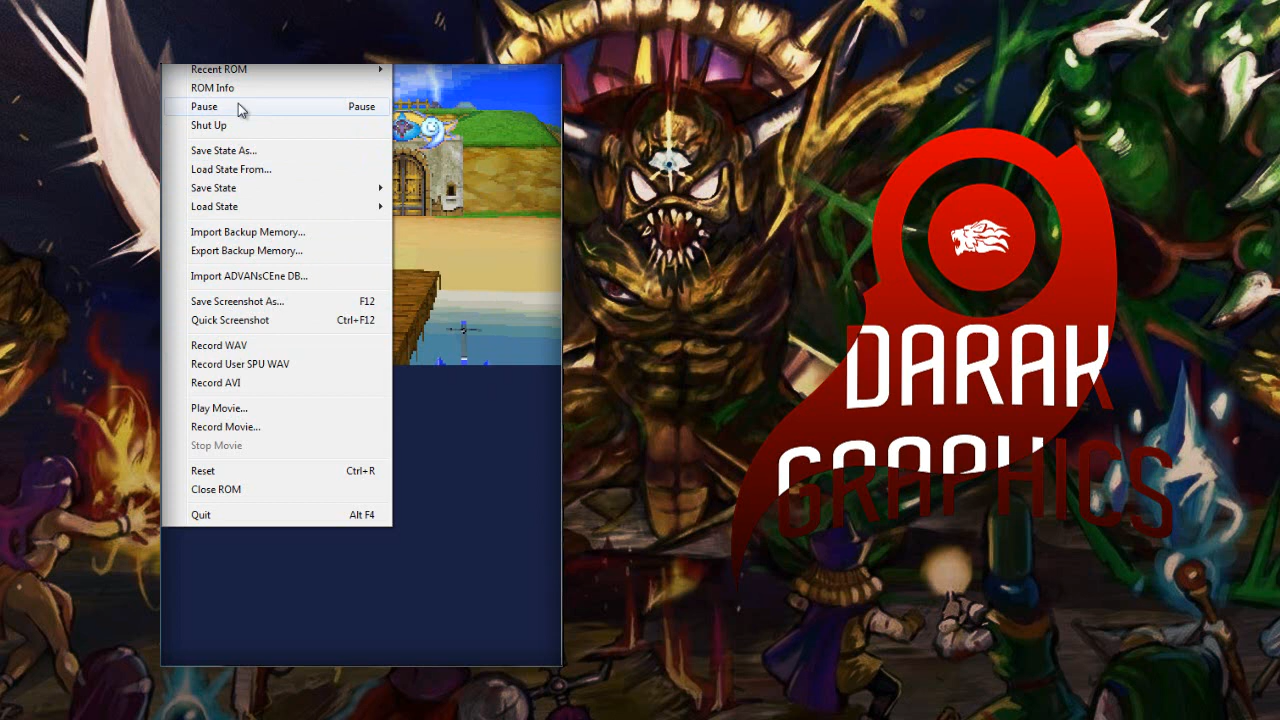 Recent ROM
ROM Info
Pause Pause
Shut Up
Save State As...
Load State From...
Save State
Load State
Import Backup Memory...
Export Backup Memory...
Import ADVANsCEne DB...
Save Screenshot As... F12
Quick Screenshot Ctrl+F12
Record WAV
Record User SPU WAV
Record AVI
Play Movie...
Record Movie...
Stop Movie
Reset Ctrl+R
Close ROM
Quit Alt F4
DARAK
GRAPHICS